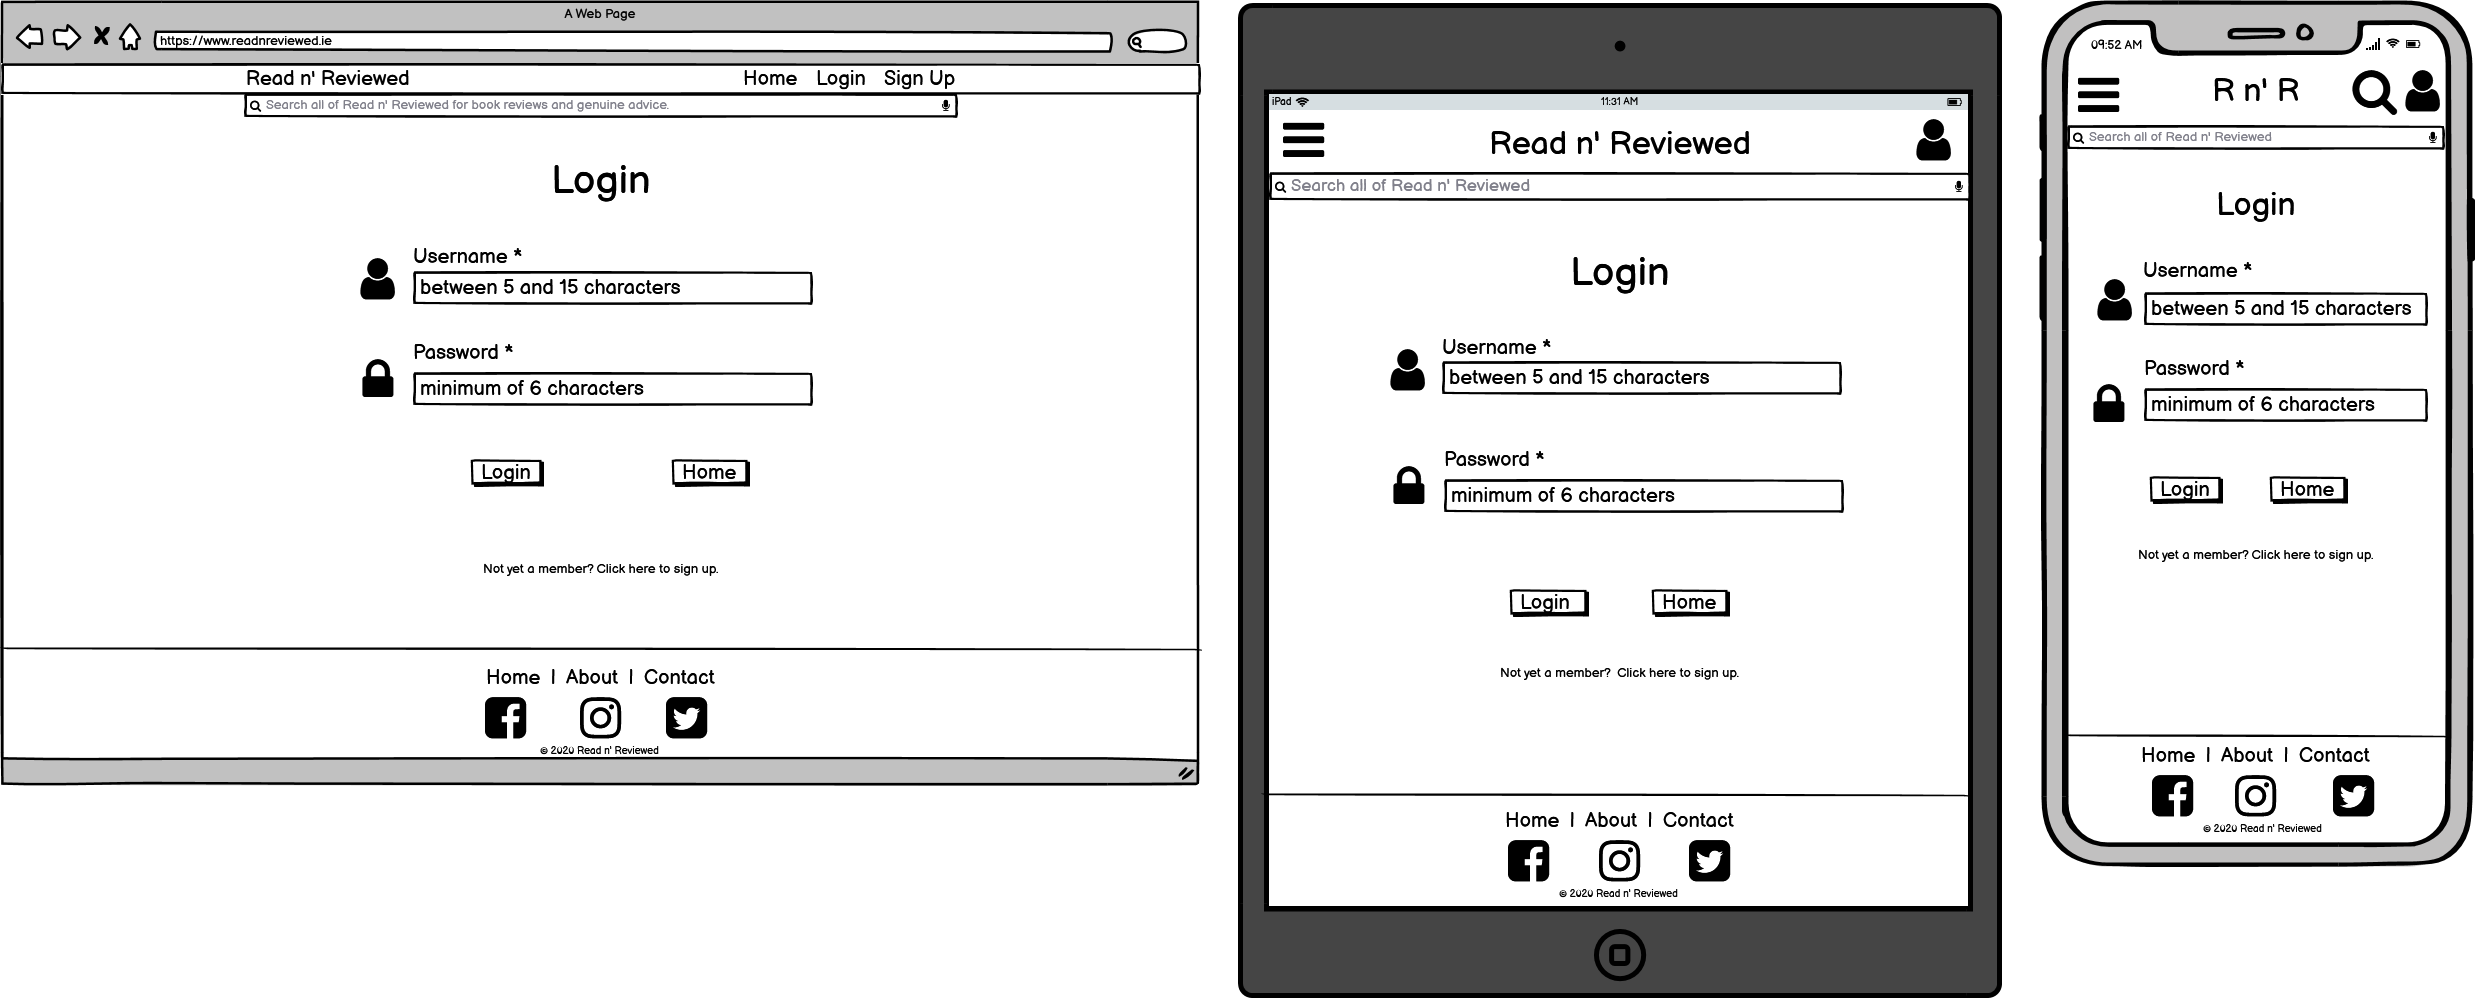 A Web Page
https://www.readnreviewed.ie
Read n' Reviewed Home Login Sign Up
Search all of Read n' Reviewed for book reviews and genuine advice.
Login
Username *
between 5 and 15 characters
Password *
minimum of 6 characters
Login Home
Not yet a member? Click here to sign up.
Home | About | Contact
© 2020 Read n' Reviewed
iPad 11:31 AM
Read n' Reviewed
Search all of Read n' Reviewed
Login
Username *
between 5 and 15 characters
Password *
minimum of 6 characters
Login Home
Not yet a member? Click here to sign up.
Home | About | Contact
© 2020 Read n' Reviewed
09:52 AM
R n' R
Search all of Read n' Reviewed
Login
Username *
between 5 and 15 characters
Password *
minimum of 6 characters
Login Home
Not yet a member? Click here to sign up.
Home | About | Contact
© 2020 Read n' Reviewed